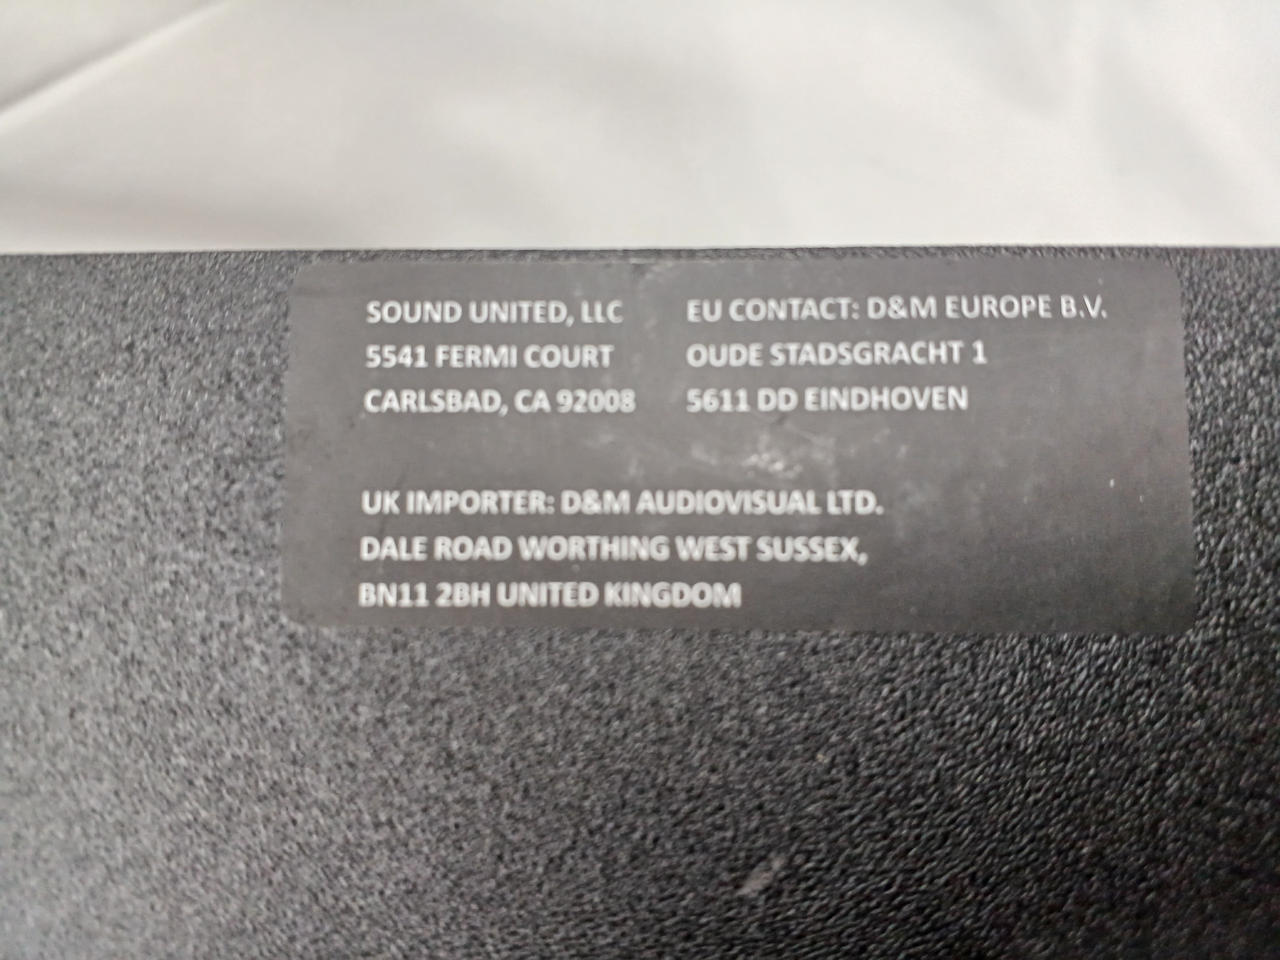 SOUND UNITED, LLC
5541 FERMI COURT
CARLSBAD, CA 92008
EU CONTACT: D&M EUROPE B.V.
OUDE STADSGRACHT 1
5611 DD EINDHOVEN
UK IMPORTER: D&M AUDIOVISUAL LTD.
DALE ROAD WORTHING WEST SUSSEX,
BN11 2BH UNITED KINGDOM